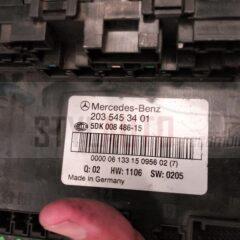 Mercedes-Benz
203 545 34 01
5DK 008 486-15
0000 06 133 15 0956 02 (7)
Q: 02 HW: 1106 SW: 0205
Made in Germany